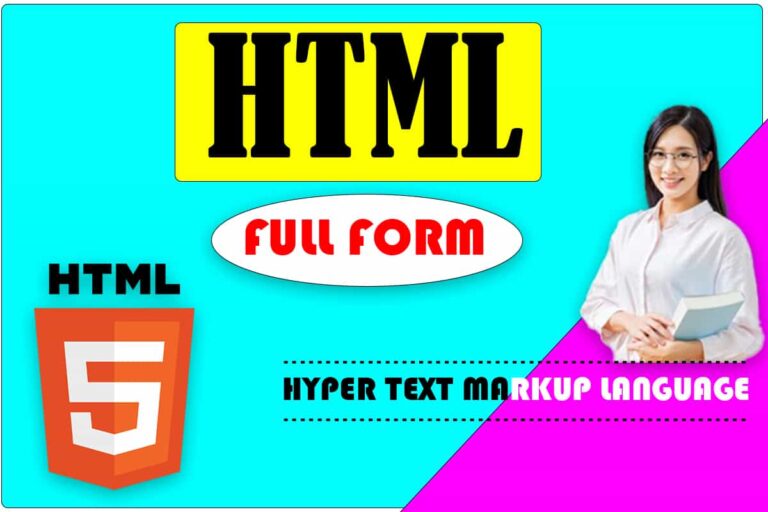 HTML
FULL FORM
HTML
5
HYPER TEXT MARKUP LANGUAGE